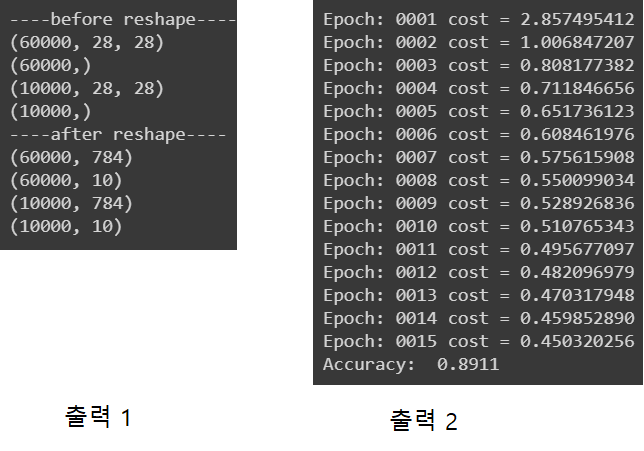 ----before reshape----
(60000, 28, 28)
(60000,)
(10000, 28, 28)
(10000,)
----after reshape----
(60000, 784)
(60000, 10)
(10000, 784)
(10000, 10)
출력 1
Epoch: 0001 cost = 2.857495412
Epoch: 0002 cost = 1.006847207
Epoch: 0003 cost = 0.808177382
Epoch: 0004 cost = 0.711846656
Epoch: 0005 cost = 0.651736123
Epoch: 0006 cost = 0.608461976
Epoch: 0007 cost = 0.575615908
Epoch: 0008 cost = 0.550099034
Epoch: 0009 cost = 0.528926836
Epoch: 0010 cost = 0.510765343
Epoch: 0011 cost = 0.495677097
Epoch: 0012 cost = 0.482096979
Epoch: 0013 cost = 0.470317948
Epoch: 0014 cost = 0.459852890
Epoch: 0015 cost = 0.450320256
Accuracy:  0.8911
출력 2